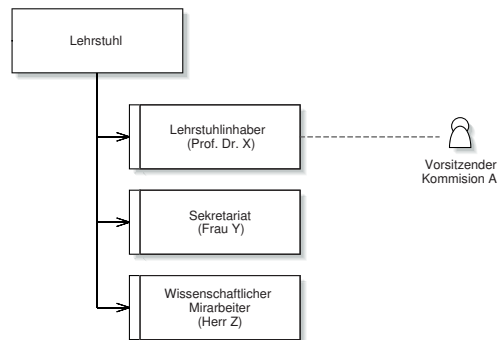 Lehrstuhl
Lehrstuhlinhaber
(Prof. Dr. X)
Vorsitzender
Kommision A
Sekretariat
(Frau Y)
Wissenschaftlicher
Mirarbeiter
(Herr Z)